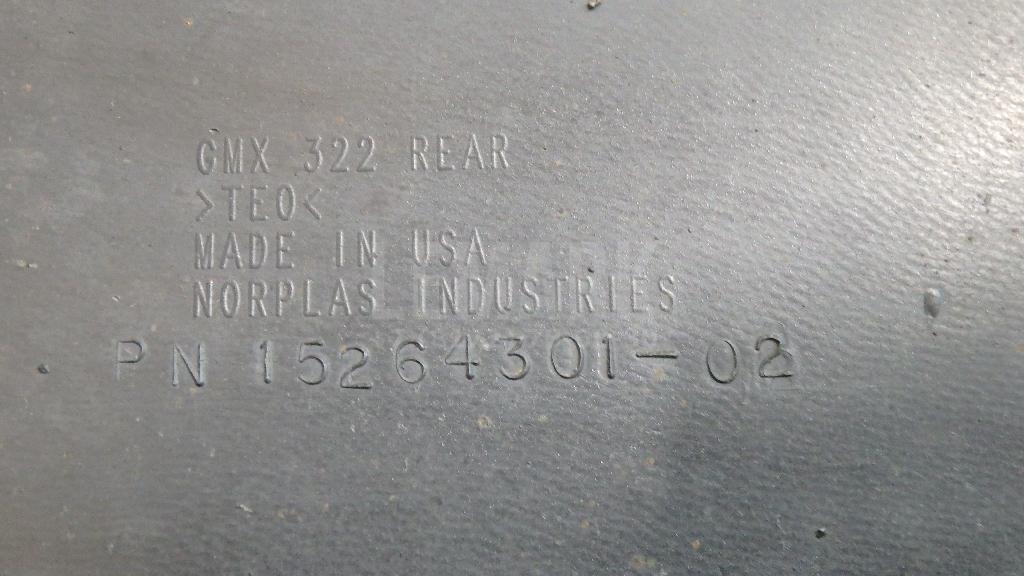 GMX 322 REAR
>TEO<
MADE IN USA
NORPLAS INDUSTRIES
PN 15264301-02